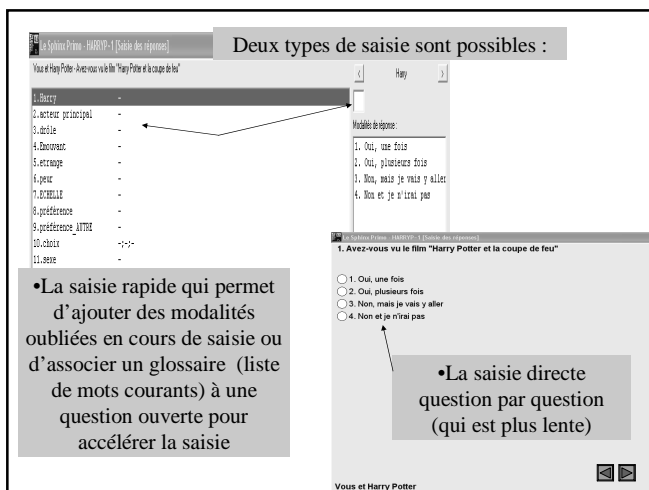 Le Sphinx Primo - HARRYP-1 [Saisie des réponses]
Deux types de saisie sont possibles :
Vous et Harry Potter - Avez-vous vu le film "Harry Potter et la coupe de feu"
< Harry >
1.Harry -
2.acteur principal -
3.drôle -
4.Emouvant -
5.etrange -
6.peur -
7.ECHELLE -
8.préférence -
9.préférence_AUTRE -
10.choix -;-;-
11.sexe -
Modalités de réponse :
1. Oui, une fois
2. Oui, plusieurs fois
3. Non, mais je vais y aller
4. Non et je n'irai pas
•La saisie rapide qui permet
d'ajouter des modalités
oubliées en cours de saisie ou
d'associer un glossaire (liste
de mots courants) à une
question ouverte pour
accélérer la saisie
Le Sphinx Primo - HARRYP-1 [Saisie des réponses]
1. Avez-vous vu le film "Harry Potter et la coupe de feu"
1. Oui, une fois
2. Oui, plusieurs fois
3. Non, mais je vais y aller
4. Non et je n'irai pas
•La saisie directe
question par question
(qui est plus lente)
Vous et Harry Potter